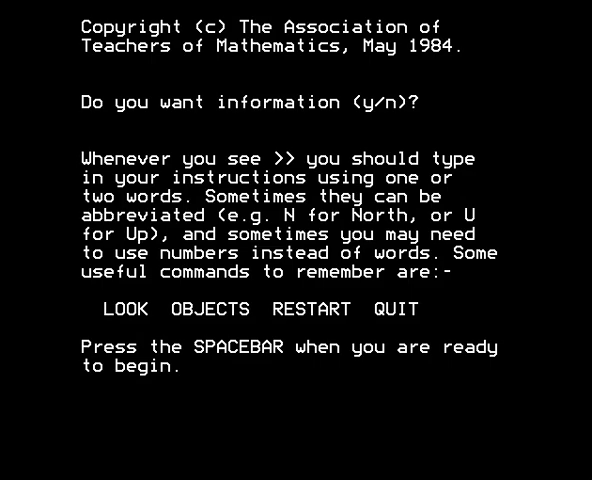 Copyright (c) The Association of
Teachers of Mathematics, May 1984.
Do you want information (y/n)?
Whenever you see >> you should type
in your instructions using one or
two words. Sometimes they can be
abbreviated (e.g. N for North, or U
for Up), and sometimes you may need
to use numbers instead of words. Some
useful commands to remember are:-
LOOK OBJECTS RESTART QUIT
Press the SPACEBAR when you are ready
to begin.